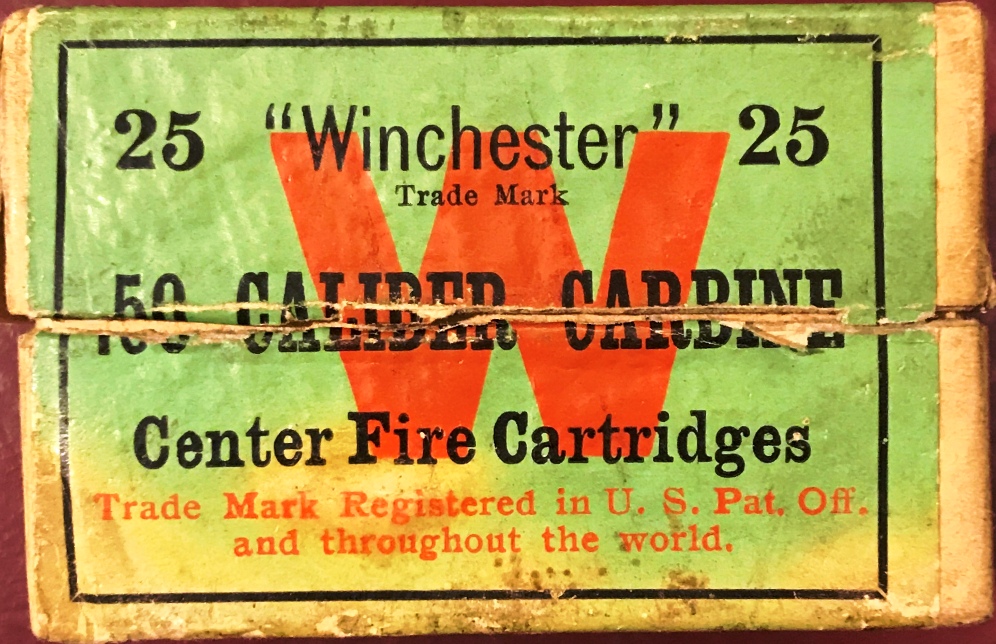 25 "Winchester" 25
Trade Mark
.50 CALIBER CARBINE
Center Fire Cartridges
Trade Mark Registered in U. S. Pat. Off.
and throughout the world.
W